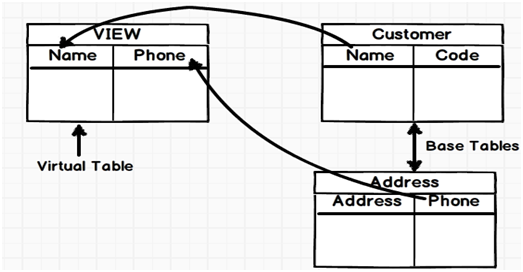 VIEW
Name Phone
Virtual Table
Customer
Name Code
Base Tables
Address
Address Phone